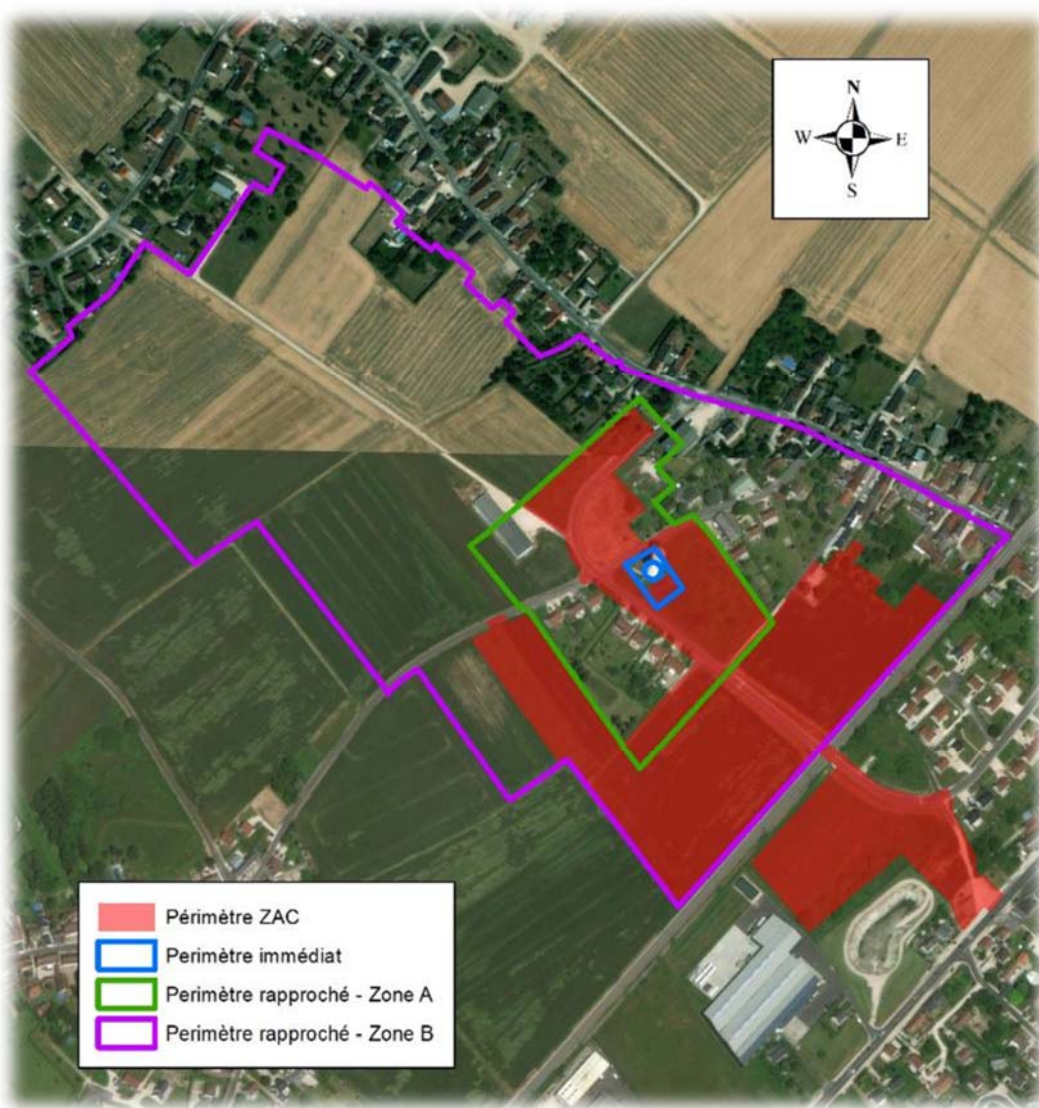 N
W E
S
Périmètre ZAC
Perimètre immédiat
Perimètre rapproché - Zone A
Perimètre rapproché - Zone B